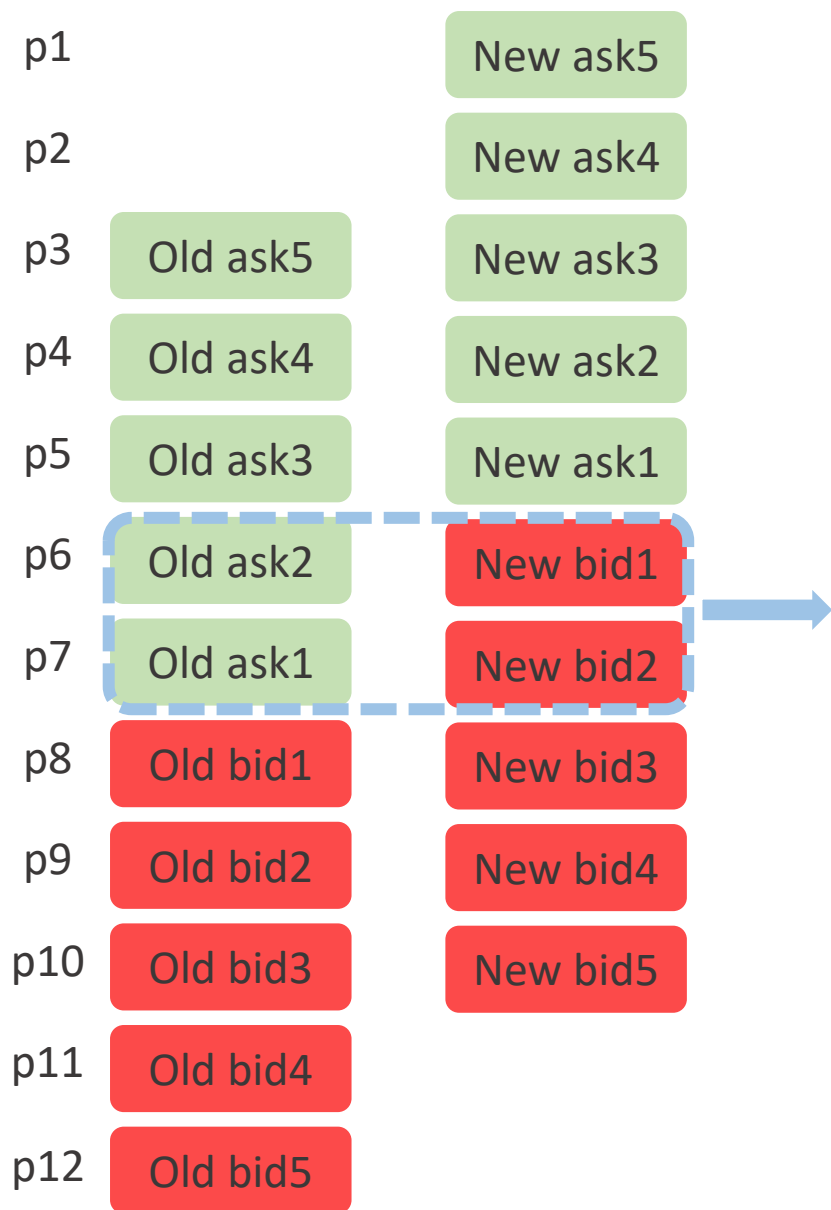 p1 New ask5
p2 New ask4
p3 Old ask5 New ask3
p4 Old ask4 New ask2
p5 Old ask3 New ask1
p6 Old ask2 New bid1
p7 Old ask1 New bid2
p8 Old bid1 New bid3
p9 Old bid2 New bid4
p10 Old bid3 New bid5
p11 Old bid4
p12 Old bid5